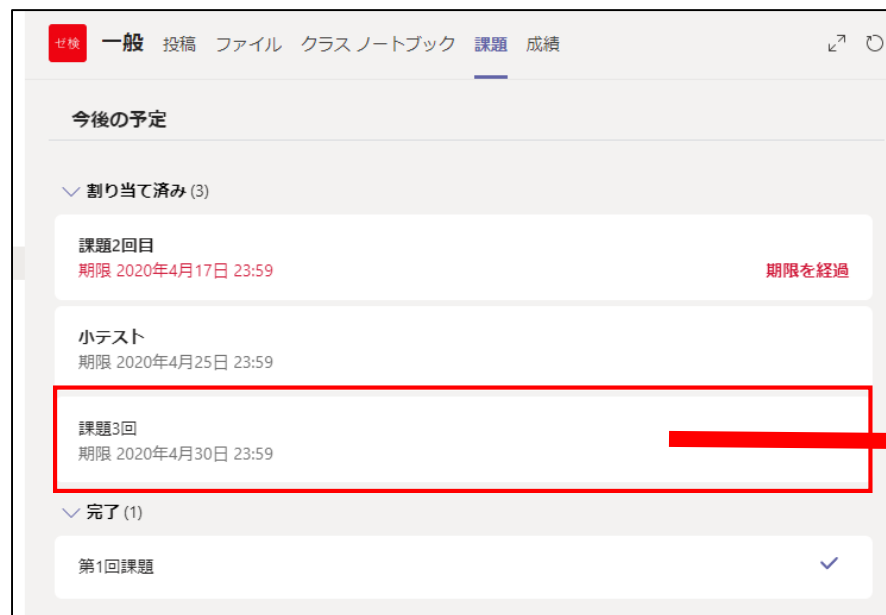 ゼ検 一般 投稿 ファイル クラス ノートブック 課題 成績
今後の予定
割り当て済み (3)
課題2回目
期限 2020年4月17日 23:59 期限を経過
小テスト
期限 2020年4月25日 23:59
課題3回
期限 2020年4月30日 23:59
完了 (1)
第1回課題